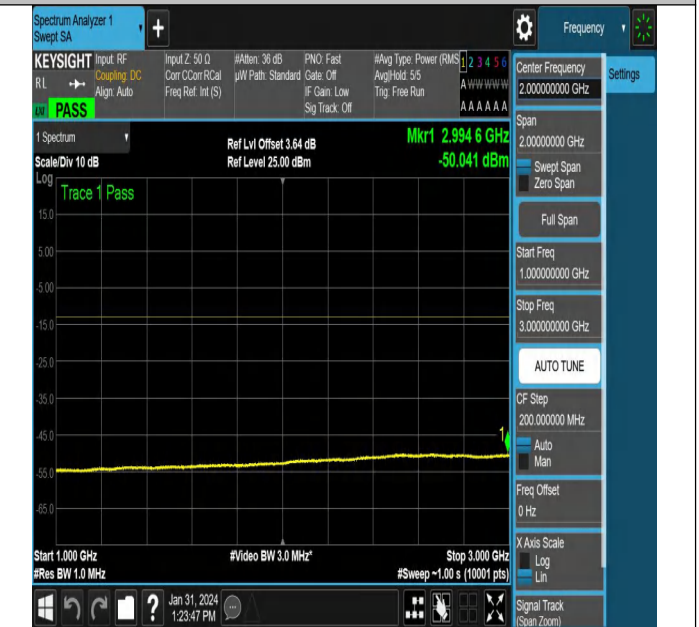 Spectrum Analyzer 1
Swept SA
+
Frequency
KEYSIGHT
RL
PASS
Input: RF
Coupling: DC
Align: Auto
Input Z: 50 Ω
Corr CCorr RCal
Freq Ref: Int (S)
#Atten: 36 dB
µW Path: Standard
PNO: Fast
Gate: Off
IF Gain: Low
Sig Track: Off
#Avg Type: Power (RMS
Avg|Hold: 5/5
Trig: Free Run
1 2 3 4 5 6
A W W W W W
A A A A A A
1 Spectrum
Scale/Div 10 dB
Log
Ref Lvl Offset 3.64 dB
Ref Level 25.00 dBm
Mkr1 2.994 6 GHz
-50.041 dBm
Trace 1 Pass
15.0
5.00
-5.00
-15.0
-25.0
-35.0
-45.0
-55.0
-65.0
1
Start 1.000 GHz
#Res BW 1.0 MHz
#Video BW 3.0 MHz*
Stop 3.000 GHz
#Sweep ~1.00 s (10001 pts)
?
Jan 31, 2024
1:23:47 PM
Center Frequency
2.000000000 GHz
Settings
Span
2.00000000 GHz
Swept Span
Zero Span
Full Span
Start Freq
1.000000000 GHz
Stop Freq
3.000000000 GHz
AUTO TUNE
CF Step
200.000000 MHz
Auto
Man
Freq Offset
0 Hz
X Axis Scale
Log
Lin
Signal Track
(Span Zoom)